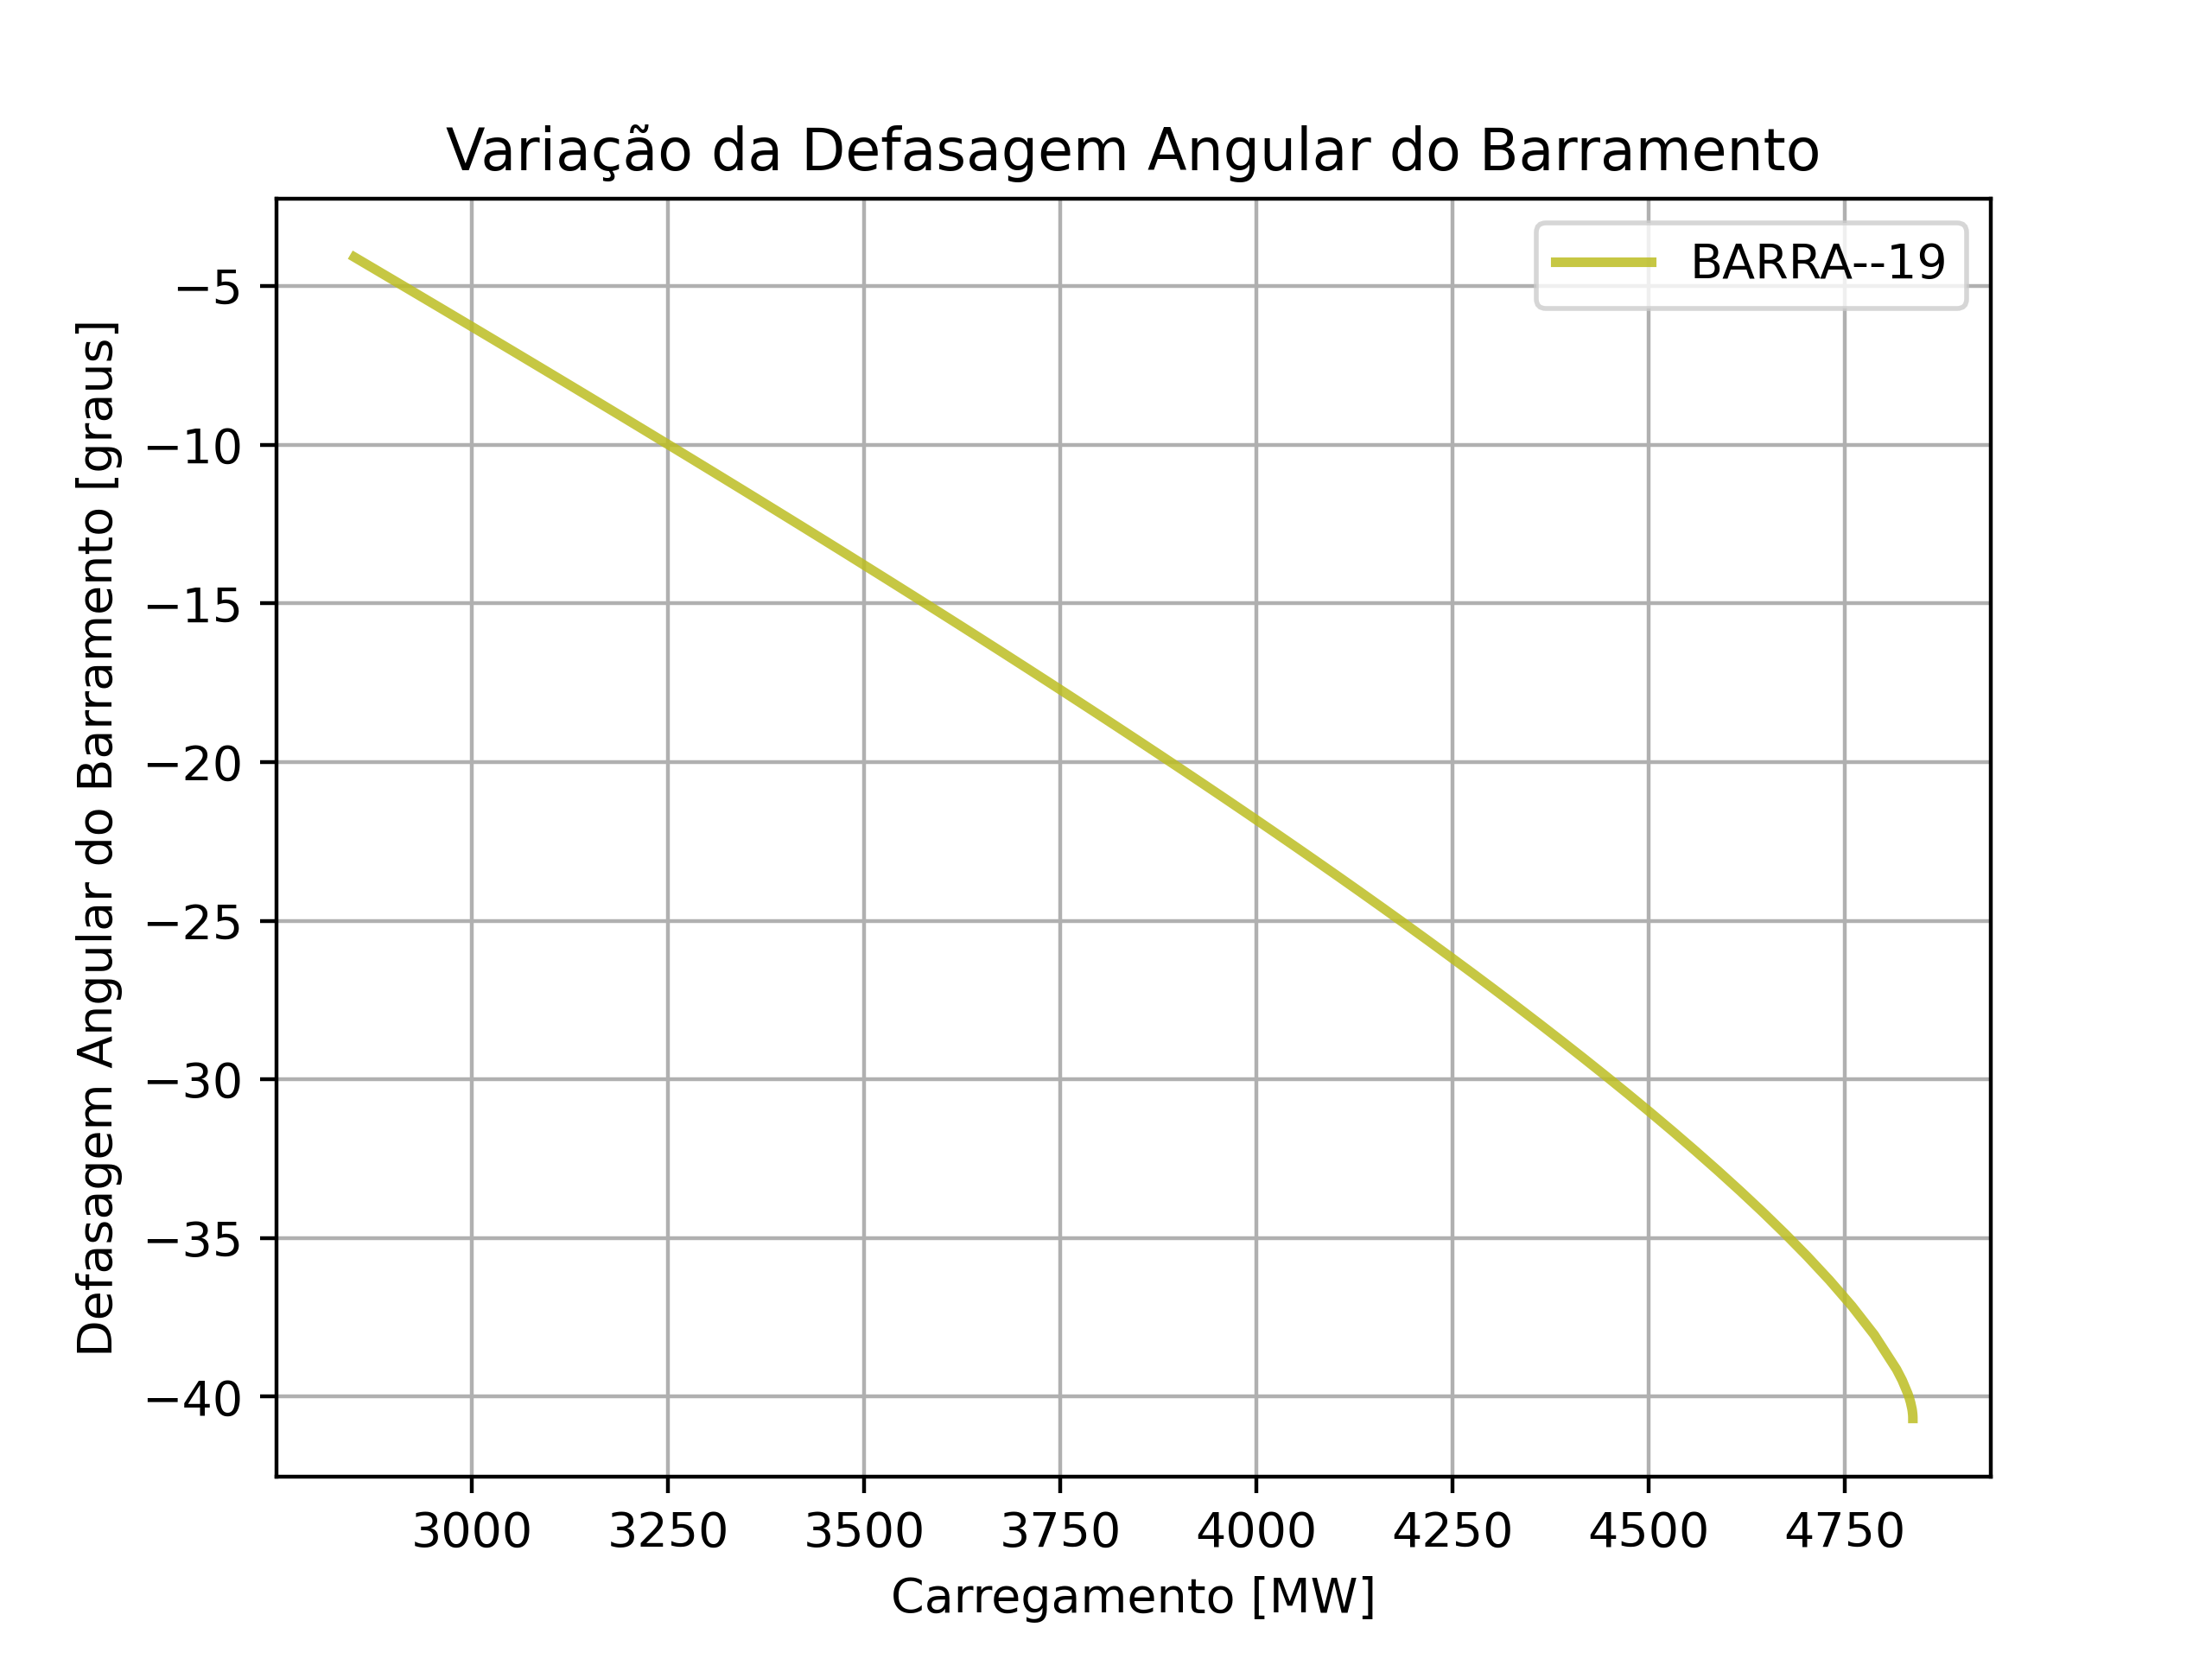 Variação da Defasagem Angular do Barramento
BARRA--19
Defasagem Angular do Barramento [graus]
−5
−10
−15
−20
−25
−30
−35
−40
3000 3250 3500 3750 4000 4250 4500 4750
Carregamento [MW]